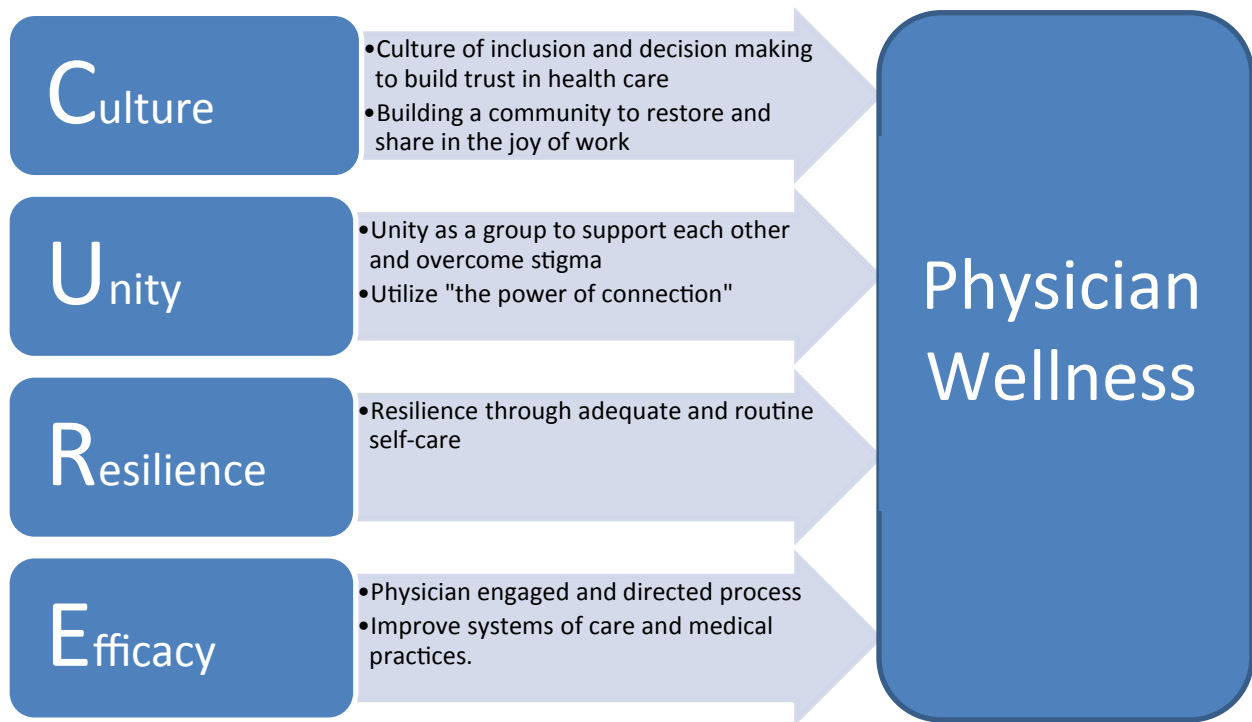 Culture
•Culture of inclusion and decision making
to build trust in health care
•Building a community to restore and
share in the joy of work
Unity
•Unity as a group to support each other
and overcome stigma
•Utilize "the power of connection"
Resilience
•Resilience through adequate and routine
self-care
Efficacy
•Physician engaged and directed process
•Improve systems of care and medical
practices.
Physician
Wellness